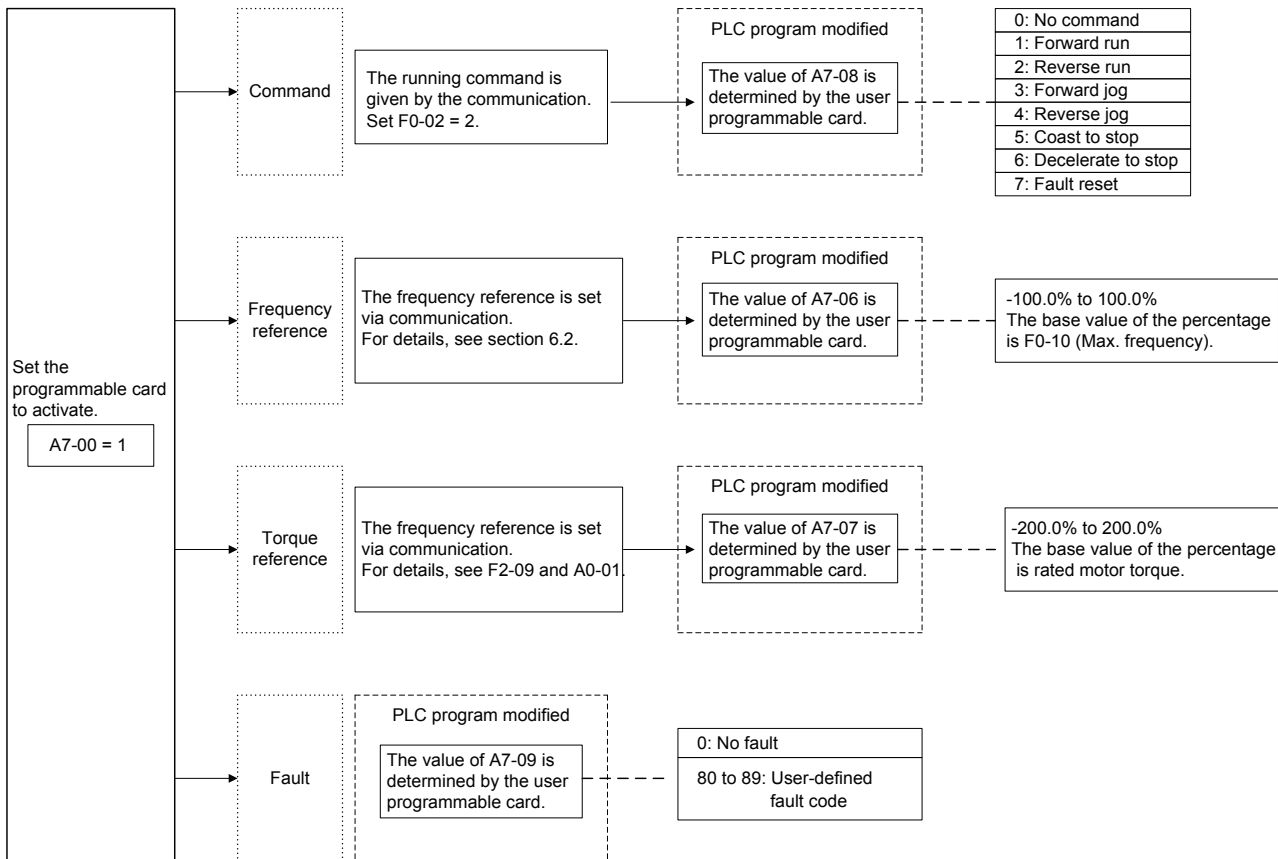 Set the
programmable card
to activate.
A7-00 = 1
Command
The running command is
given by the communication.
Set F0-02 = 2.
PLC program modified
The value of A7-08 is
determined by the user
programmable card.
0: No command
1: Forward run
2: Reverse run
3: Forward jog
4: Reverse jog
5: Coast to stop
6: Decelerate to stop
7: Fault reset
Frequency
reference
The frequency reference is set
via communication.
For details, see section 6.2.
PLC program modified
The value of A7-06 is
determined by the user
programmable card.
-100.0% to 100.0%
The base value of the percentage
is F0-10 (Max. frequency).
Torque
reference
The frequency reference is set
via communication.
For details, see F2-09 and A0-01.
PLC program modified
The value of A7-07 is
determined by the user
programmable card.
-200.0% to 200.0%
The base value of the percentage
is rated motor torque.
Fault
PLC program modified
The value of A7-09 is
determined by the user
programmable card.
0: No fault
80 to 89: User-defined
fault code